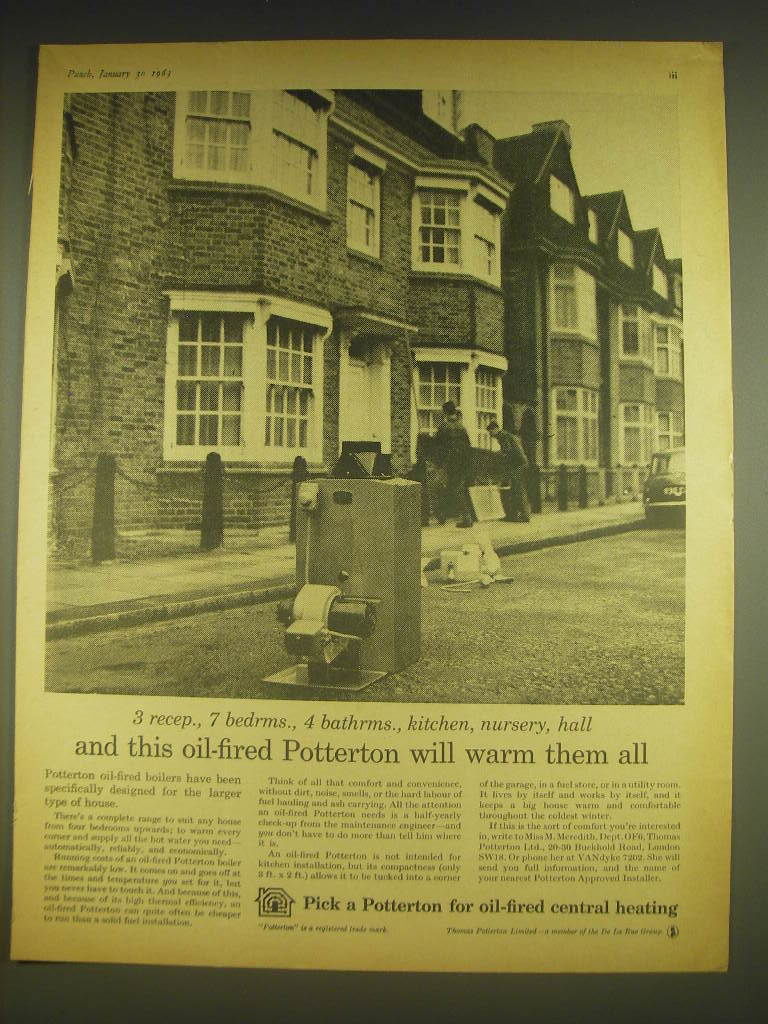 Punch, January 30 1963
iii
3 recep., 7 bedrms., 4 bathrms., kitchen, nursery, hall
and this oil-fired Potterton will warm them all
Potterton oil-fired boilers have been
specifically designed for the larger
type of house.
There's a complete range to suit any house
from four bedrooms upwards; to warm every
corner and supply all the hot water you need—
automatically, reliably, and economically.
Running costs of an oil-fired Potterton boiler
are remarkably low. It comes on and goes off at
the times and temperature you set for it, but
you never have to touch it. And because of this,
and because of its high thermal efficiency, an
oil-fired Potterton can quite often be cheaper
to run than a solid fuel installation.
Think of all that comfort and convenience,
without dirt, noise, smells, or the hard labour of
fuel hauling and ash carrying. All the attention
an oil-fired Potterton needs is a half-yearly
check-up from the maintenance engineer—and
you don't have to do more than tell him where
it is.
An oil-fired Potterton is not intended for
kitchen installation, but its compactness (only
3 ft. x 2 ft.) allows it to be tucked into a corner
of the garage, in a fuel store, or in a utility room.
It lives by itself and works by itself, and it
keeps a big house warm and comfortable
throughout the coldest winter.
If this is the sort of comfort you're interested
in, write to Miss M. Meredith, Dept. OF6, Thomas
Potterton Ltd., 20-30 Buckhold Road, London
SW18. Or phone her at VANdyke 7202. She will
send you full information, and the name of
your nearest Potterton Approved Installer.
Pick a Potterton for oil-fired central heating
"Potterton" is a registered trade mark.
Thomas Potterton Limited—a member of the De La Rue Group.